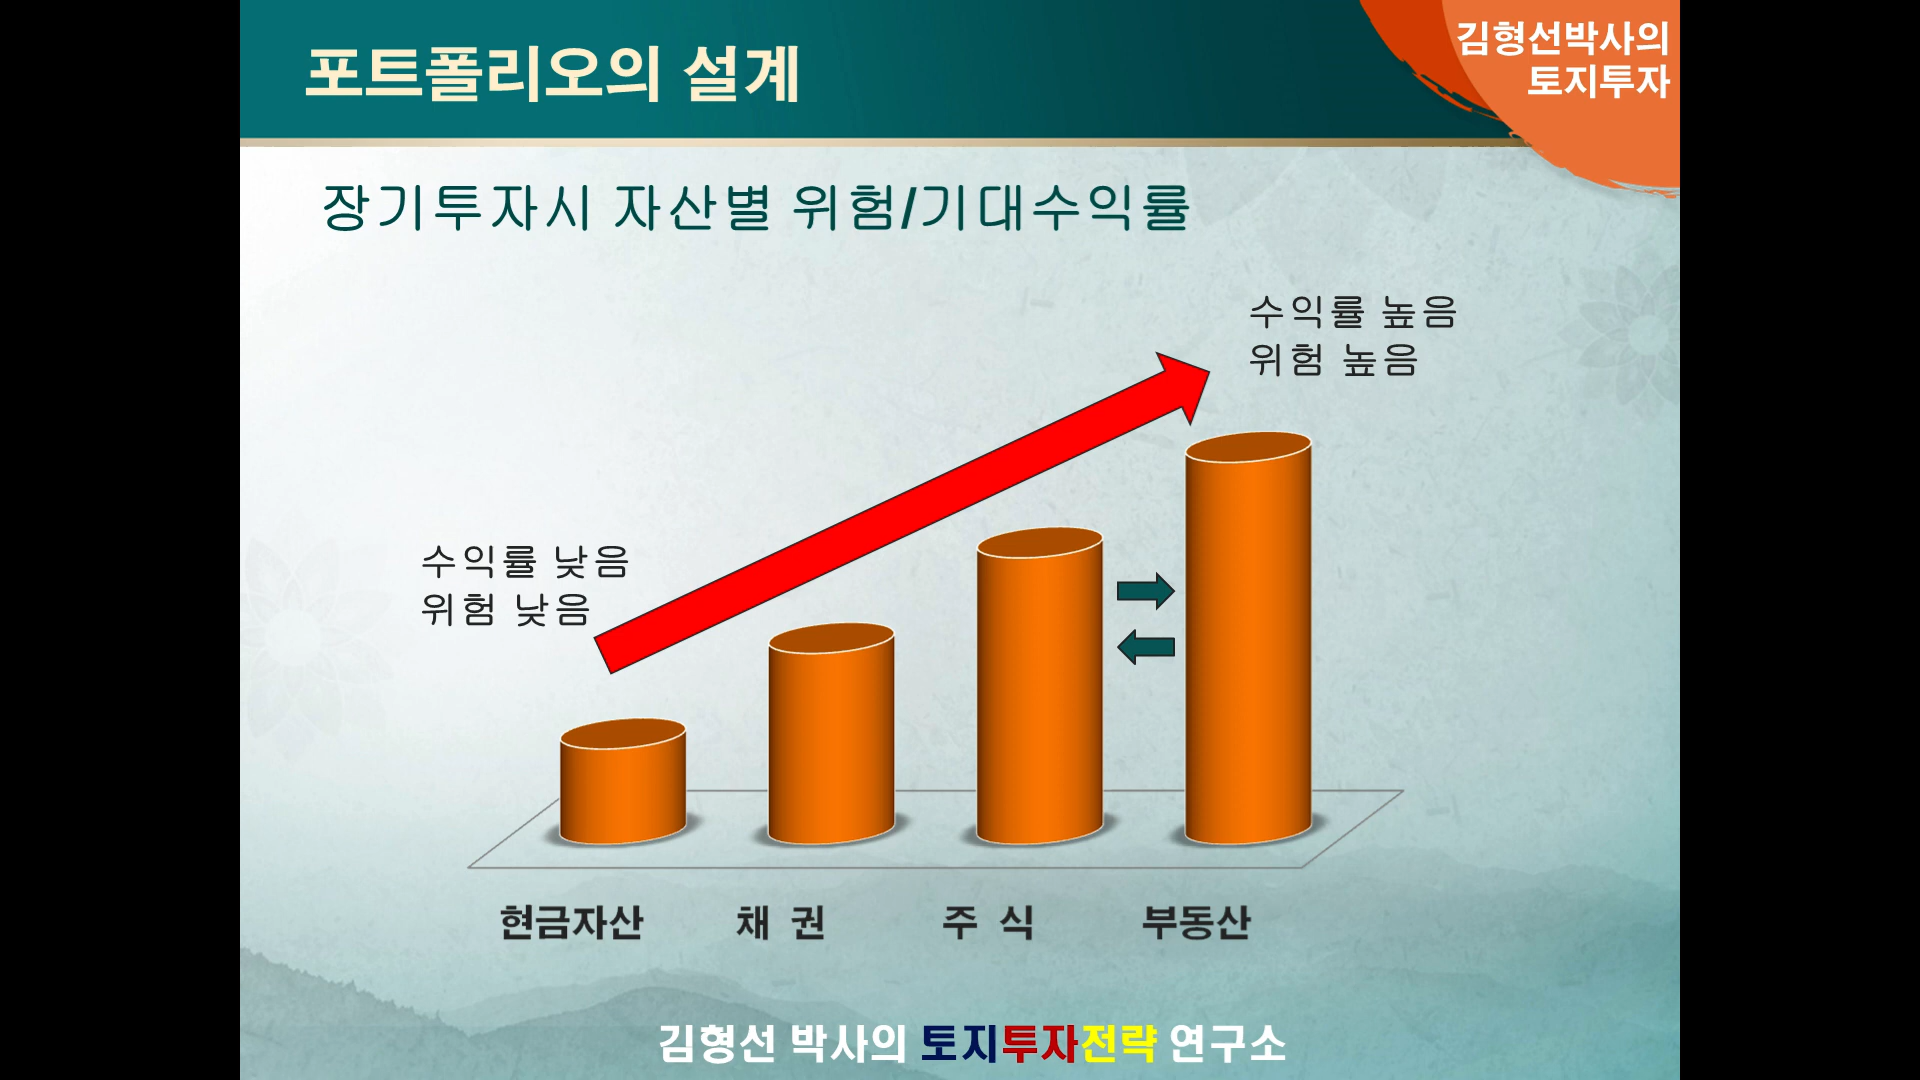 포트폴리오의 설계
김형선박사의
토지투자
장기투자시 자산별 위험/기대수익률
수익률 높음
위험 높음
수익률 낮음
위험 낮음
현금자산 채 권 주 식 부동산
김형선 박사의 토지투자전략 연구소